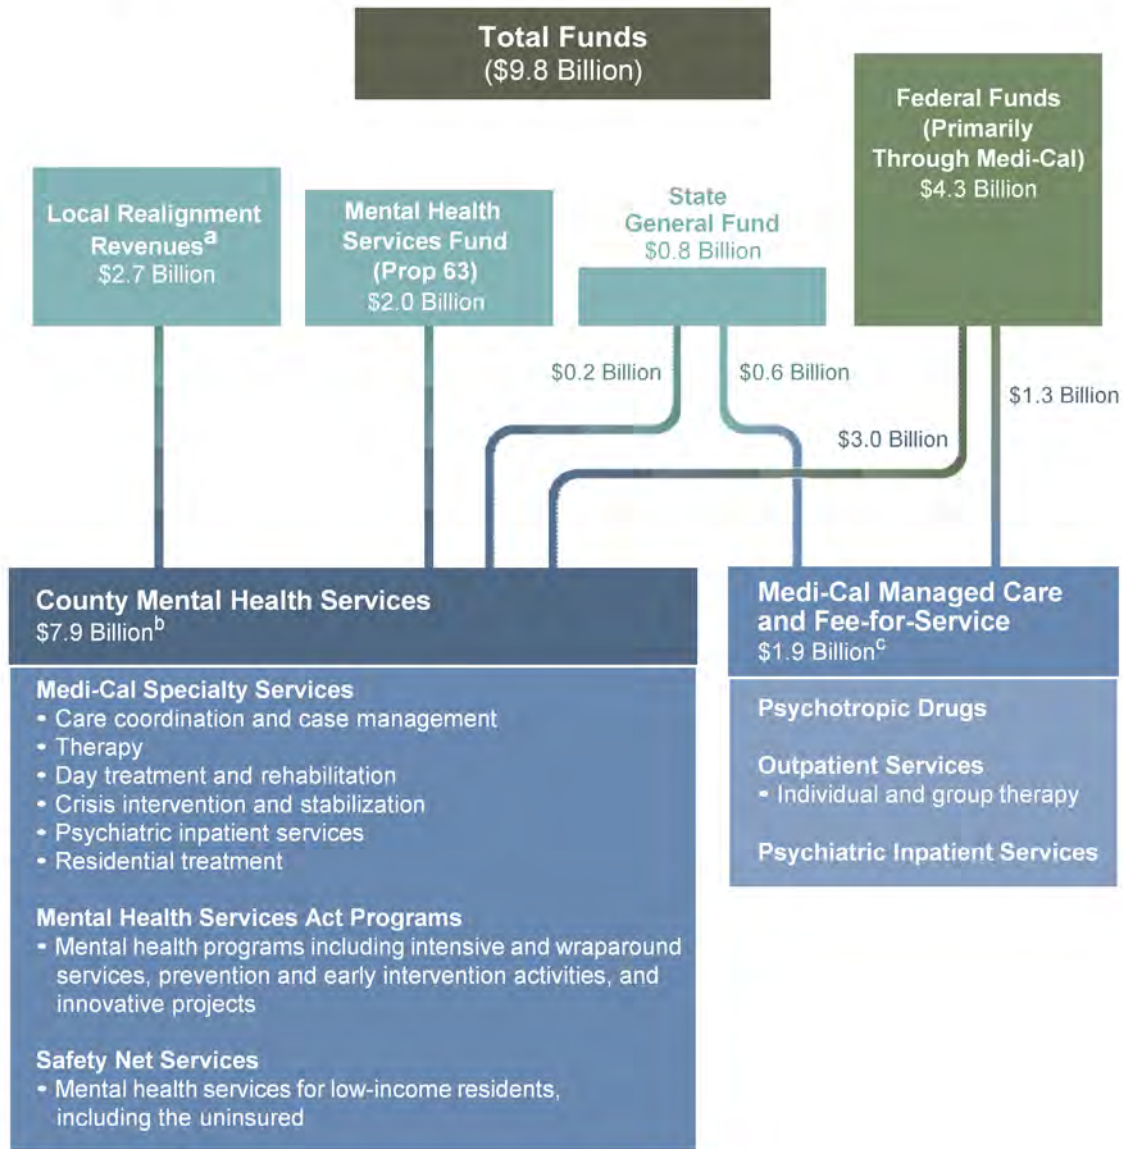 Total Funds
($9.8 Billion)
Federal Funds
(Primarily
Through Medi-Cal)
$4.3 Billion
Local Realignment
Revenuesa
$2.7 Billion
Mental Health
Services Fund
(Prop 63)
$2.0 Billion
State
General Fund
$0.8 Billion
$0.2 Billion
$0.6 Billion
$1.3 Billion
$3.0 Billion
County Mental Health Services
$7.9 Billionb
Medi-Cal Specialty Services
• Care coordination and case management
• Therapy
• Day treatment and rehabilitation
• Crisis intervention and stabilization
• Psychiatric inpatient services
• Residential treatment
Mental Health Services Act Programs
• Mental health programs including intensive and wraparound
services, prevention and early intervention activities, and
innovative projects
Safety Net Services
• Mental health services for low-income residents,
including the uninsured
Medi-Cal Managed Care
and Fee-for-Service
$1.9 Billionc
Psychotropic Drugs
Outpatient Services
• Individual and group therapy
Psychiatric Inpatient Services